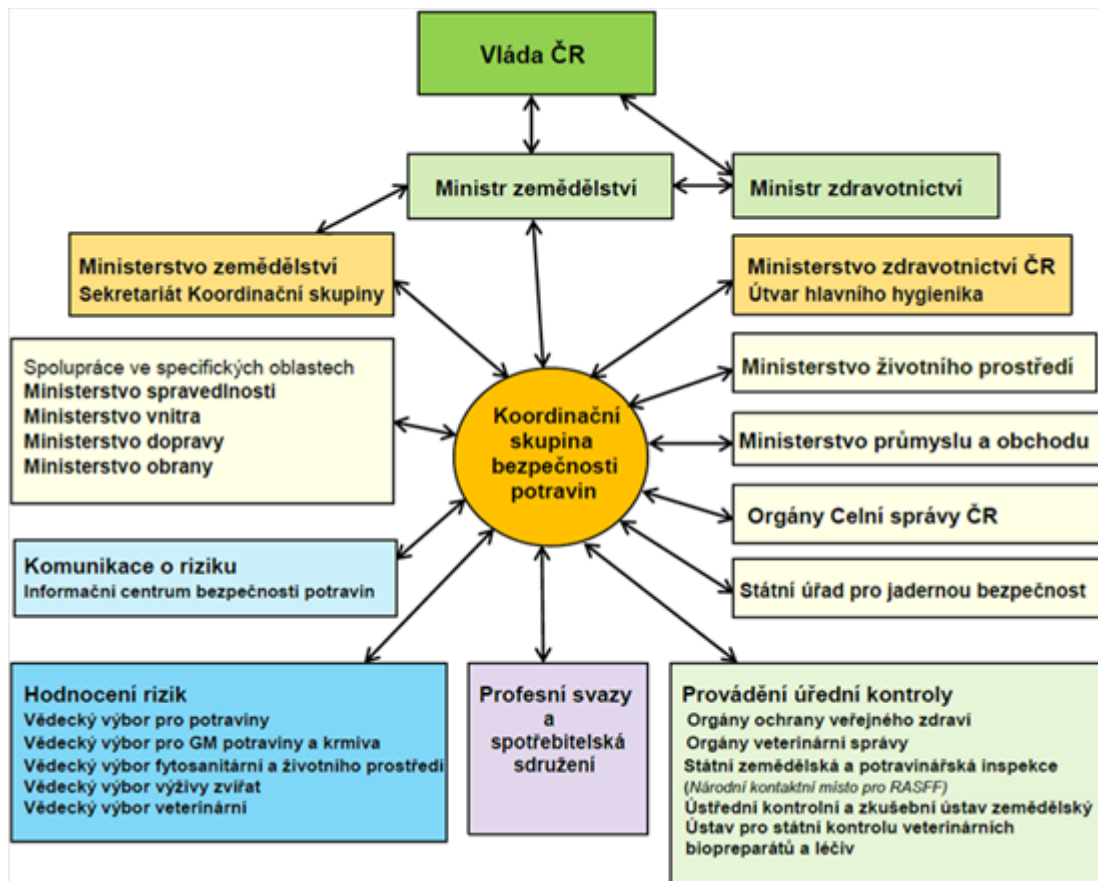 Vláda ČR
Ministr zemědělství
Ministr zdravotnictví
Ministerstvo zemědělství
Sekretariát Koordinační skupiny
Ministerstvo zdravotnictví ČR
Útvar hlavního hygienika
Spolupráce ve specifických oblastech
Ministerstvo spravedlnosti
Ministerstvo vnitra
Ministerstvo dopravy
Ministerstvo obrany
Koordinační
skupina
bezpečnosti
potravin
Ministerstvo životního prostředí
Ministerstvo průmyslu a obchodu
Orgány Celní správy ČR
Státní úřad pro jadernou bezpečnost
Komunikace o riziku
Informační centrum bezpečnosti potravin
Hodnocení rizik
Vědecký výbor pro potraviny
Vědecký výbor pro GM potraviny a krmiva
Vědecký výbor fytosanitární a životního prostředí
Vědecký výbor výživy zvířat
Vědecký výbor veterinární
Profesní svazy
a
spotřebitelská
sdružení
Provádění úřední kontroly
Orgány ochrany veřejného zdraví
Orgány veterinární správy
Státní zemědělská a potravinářská inspekce
(Národní kontaktní místo pro RASFF)
Ústřední kontrolní a zkušební ústav zemědělský
Ústav pro státní kontrolu veterinárních
biopreparátů a léčiv